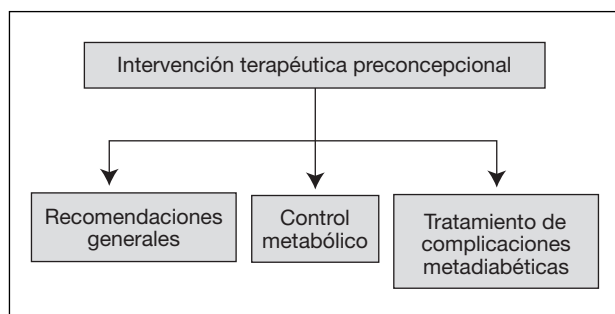 Intervención terapéutica preconcepcional
Recomendaciones
generales
Control
metabólico
Tratamiento de
complicaciones
metadiabéticas